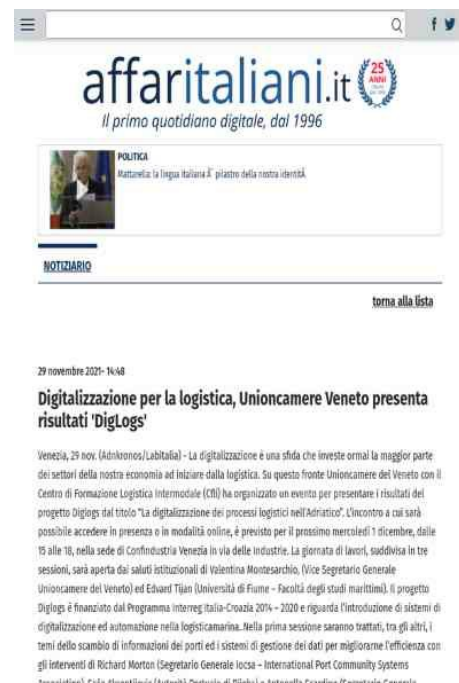 affaritaliani.it
25
ANNI
Il primo quotidiano digitale, dal 1996
POLITICA
Mattarella: la lingua italiana Ã¨ pilastro della nostra identitÃ
NOTIZIARIO
torna alla lista
29 novembre 2021- 14:48
Digitalizzazione per la logistica, Unioncamere Veneto presenta
risultati 'DigLogs'
Venezia, 29 nov. (Adnkronos/Labitalia) - La digitalizzazione è una sfida che investe ormai la maggior parte
dei settori della nostra economia ad iniziare dalla logistica. Su questo fronte Unioncamere del Veneto con il
Centro di Formazione Logistica Intermodale (Cfli) ha organizzato un evento per presentare i risultati del
progetto Diglogs dal titolo "La digitalizzazione dei processi logistici nell'Adriatico". L'incontro a cui sarà
possibile accedere in presenza o in modalità online, è previsto per il prossimo mercoledì 1 dicembre, dalle
15 alle 18, nella sede di Confindustria Venezia in via delle Industrie. La giornata di lavori, suddivisa in tre
sessioni, sarà aperta dai saluti istituzionali di Valentina Montesarchio, (Vice Segretario Generale
Unioncamere del Veneto) ed Edvard Tijan (Università di Fiume – Facoltà degli studi marittimi). Il progetto
Diglogs è finanziato dal Programma Interreg Italia-Croazia 2014 – 2020 e riguarda l'introduzione di sistemi di
digitalizzazione ed automazione nella logisticamarina. Nella prima sessione saranno trattati, tra gli altri, i
temi dello scambio di informazioni dei porti ed i sistemi di gestione dei dati per migliorarne l'efficienza con
gli interventi di Richard Morton (Segretario Generale Iocsa – International Port Community Systems